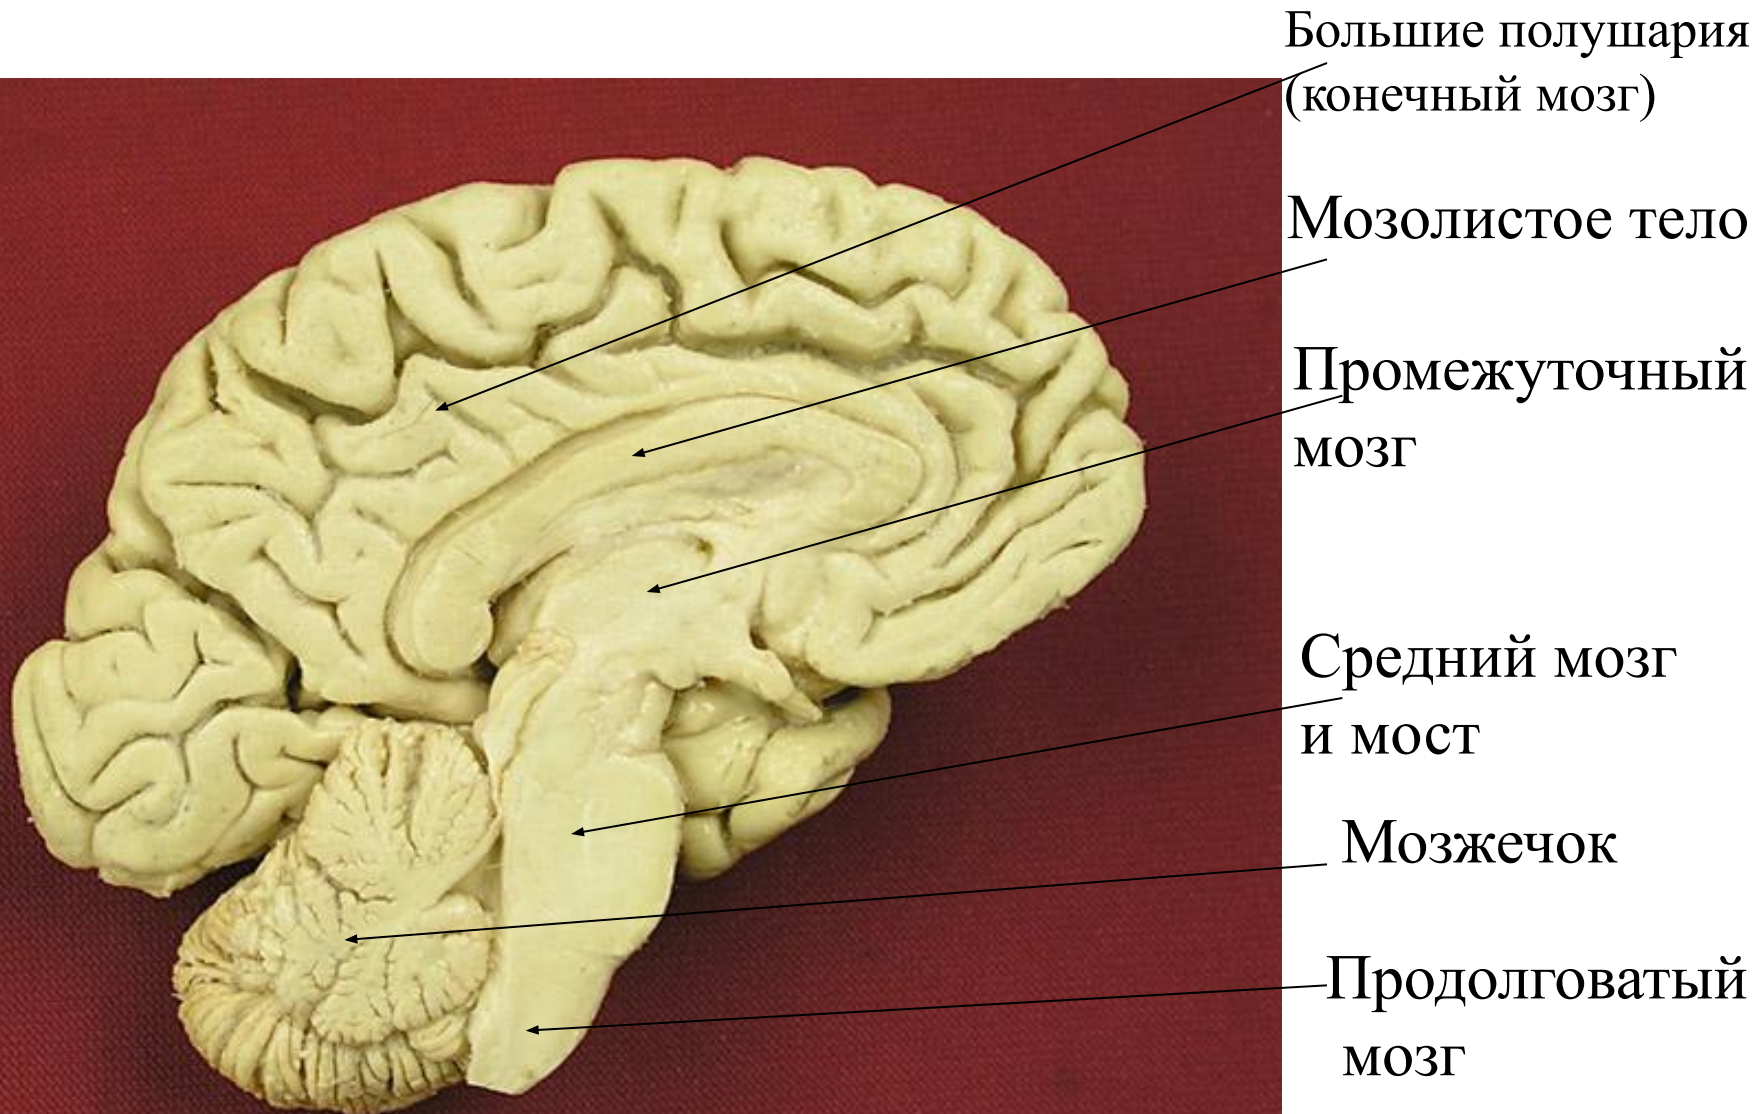 Большие полушария
(конечный мозг)
Мозолистое тело
Промежуточный
мозг
Средний мозг
и мост
Мозжечок
Продолговатый
мозг